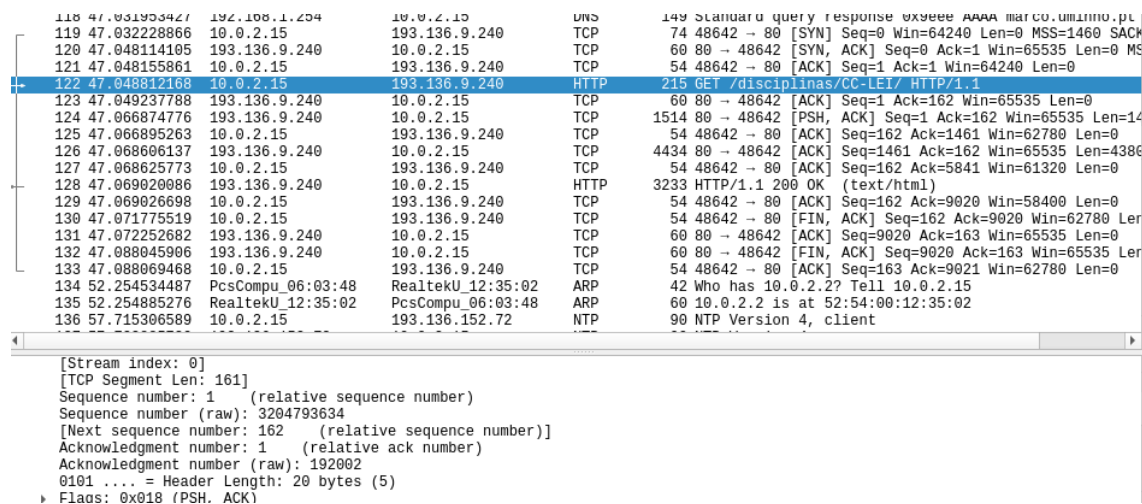 118 47.031953427 192.168.1.254 10.0.2.15 DNS 149 Standard query response 0x9eee AAAA marco.uminho.pt
119 47.032228866 10.0.2.15 193.136.9.240 TCP 74 48642 → 80 [SYN] Seq=0 Win=64240 Len=0 MSS=1460 SACK
120 47.048114105 193.136.9.240 10.0.2.15 TCP 60 80 → 48642 [SYN, ACK] Seq=0 Ack=1 Win=65535 Len=0 MS
121 47.048155861 10.0.2.15 193.136.9.240 TCP 54 48642 → 80 [ACK] Seq=1 Ack=1 Win=64240 Len=0
122 47.048812168 10.0.2.15 193.136.9.240 HTTP 215 GET /disciplinas/CC-LEI/ HTTP/1.1
123 47.049237788 193.136.9.240 10.0.2.15 TCP 60 80 → 48642 [ACK] Seq=1 Ack=162 Win=65535 Len=0
124 47.066874776 193.136.9.240 10.0.2.15 TCP 1514 80 → 48642 [PSH, ACK] Seq=1 Ack=162 Win=65535 Len=14
125 47.066895263 10.0.2.15 193.136.9.240 TCP 54 48642 → 80 [ACK] Seq=162 Ack=1461 Win=62780 Len=0
126 47.068606137 193.136.9.240 10.0.2.15 TCP 4434 80 → 48642 [PSH, ACK] Seq=1461 Ack=162 Win=65535 Len=4380
127 47.068625773 10.0.2.15 193.136.9.240 TCP 54 48642 → 80 [ACK] Seq=162 Ack=5841 Win=61320 Len=0
128 47.069020086 193.136.9.240 10.0.2.15 HTTP 3233 HTTP/1.1 200 OK (text/html)
129 47.069026698 10.0.2.15 193.136.9.240 TCP 54 48642 → 80 [ACK] Seq=162 Ack=9020 Win=58400 Len=0
130 47.071775519 10.0.2.15 193.136.9.240 TCP 54 48642 → 80 [FIN, ACK] Seq=162 Ack=9020 Win=62780 Len
131 47.072252682 193.136.9.240 10.0.2.15 TCP 60 80 → 48642 [ACK] Seq=9020 Ack=163 Win=65535 Len=0
132 47.088045906 193.136.9.240 10.0.2.15 TCP 60 80 → 48642 [FIN, ACK] Seq=9020 Ack=163 Win=65535 Len
133 47.088069468 10.0.2.15 193.136.9.240 TCP 54 48642 → 80 [ACK] Seq=163 Ack=9021 Win=62780 Len=0
134 52.254534487 PcsCompu_06:03:48 RealtekU_12:35:02 ARP 42 Who has 10.0.2.2? Tell 10.0.2.15
135 52.254885276 RealtekU_12:35:02 PcsCompu_06:03:48 ARP 60 10.0.2.2 is at 52:54:00:12:35:02
136 57.715306589 10.0.2.15 193.136.152.72 NTP 90 NTP Version 4, client
[Stream index: 0]
[TCP Segment Len: 161]
Sequence number: 1 (relative sequence number)
Sequence number (raw): 3204793634
[Next sequence number: 162 (relative sequence number)]
Acknowledgment number: 1 (relative ack number)
Acknowledgment number (raw): 192002
0101 .... = Header Length: 20 bytes (5)
Flags: 0x018 (PSH, ACK)